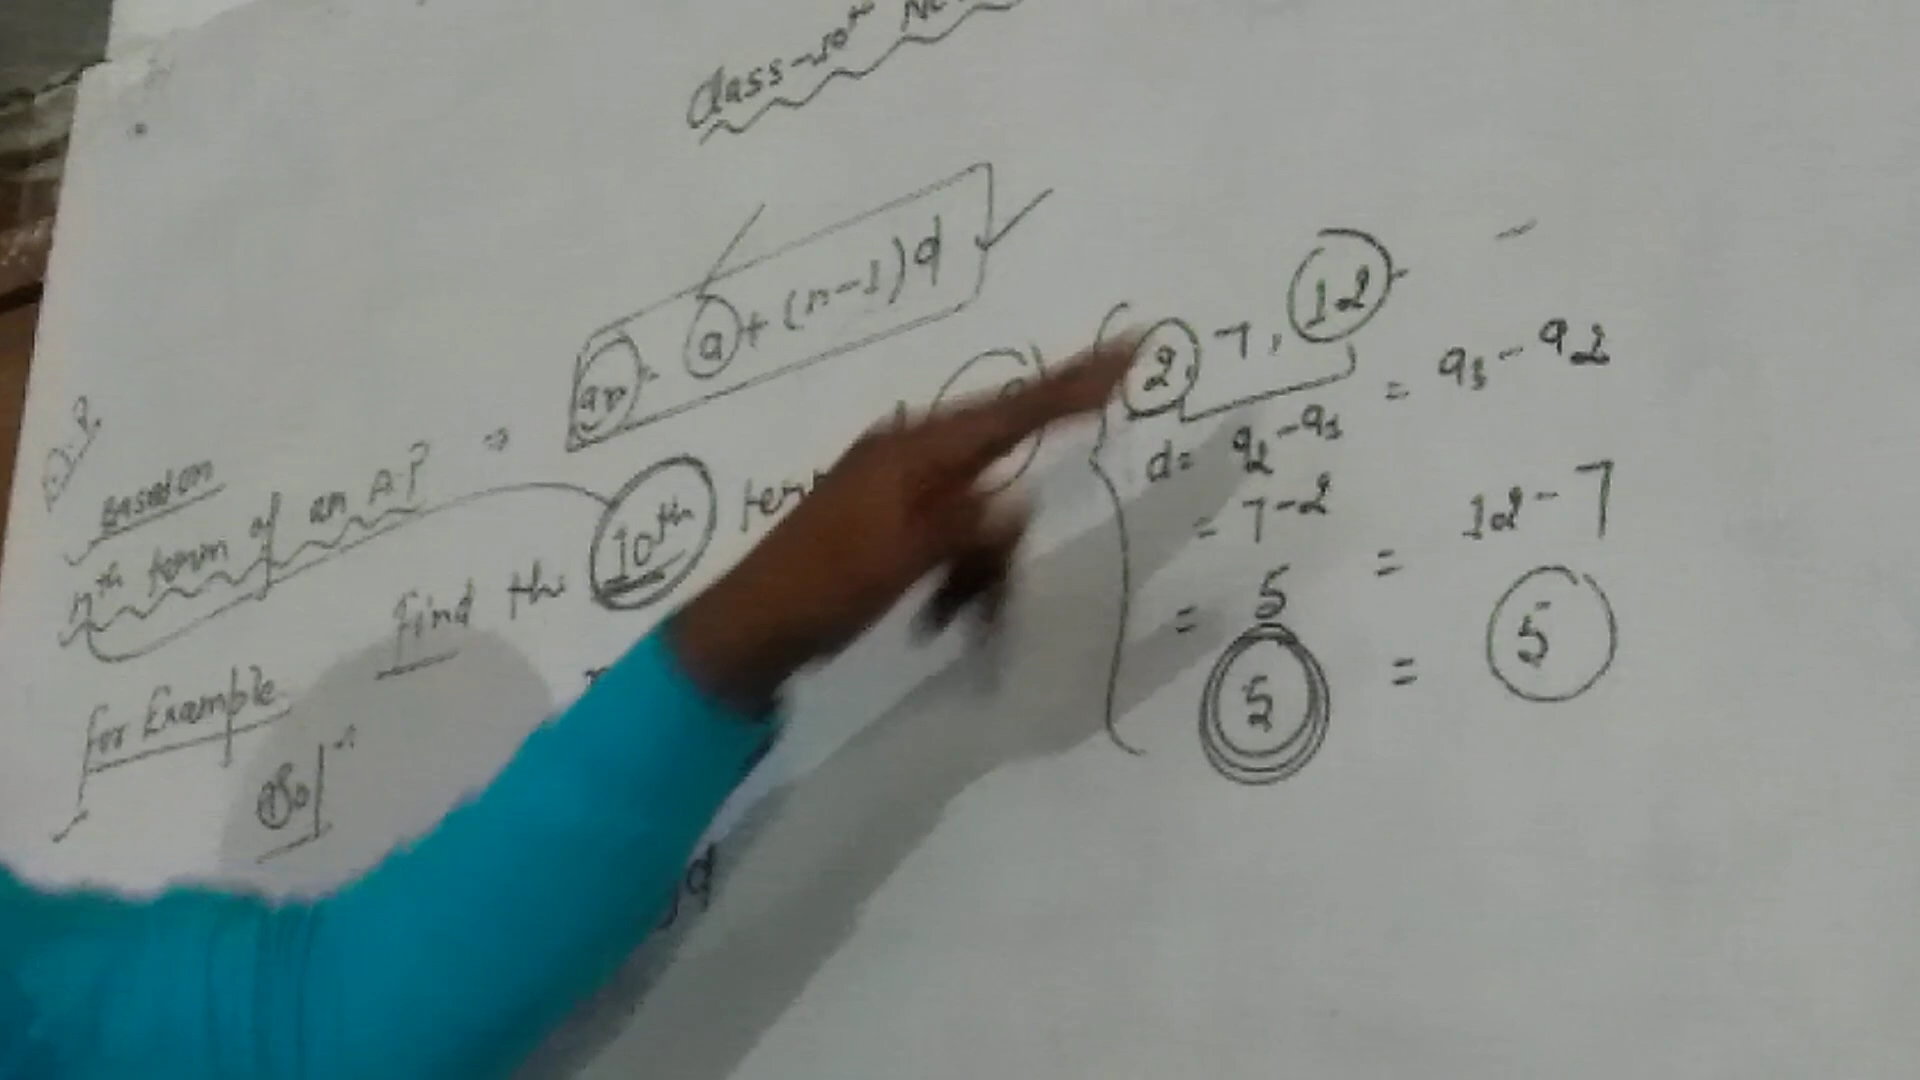 Class-10th
an = a + (n-1)d
Based on
nth term of an A.P ⇒
For Example Find the 10th term
Sol
2, 7, 12 -
d = a2 - a1 = a3 - a2
= 7-2 = 12-7
= 5
5 = 5